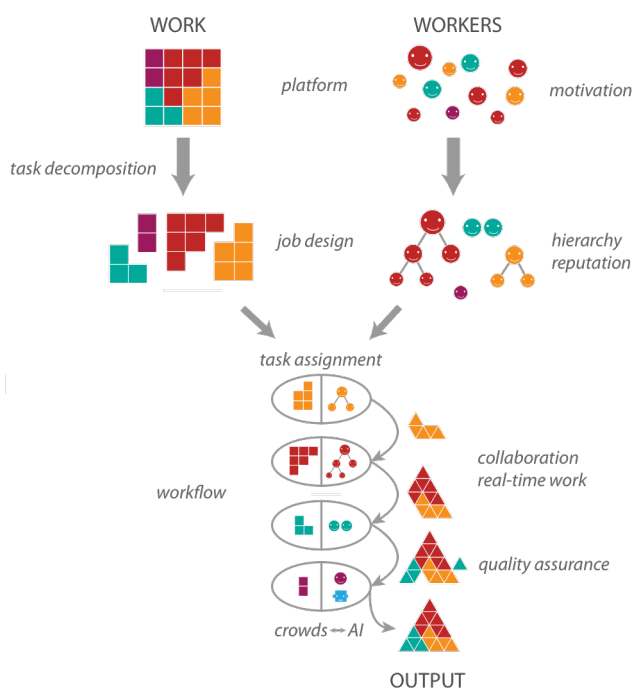 WORK
WORKERS
platform
motivation
task decomposition
job design
hierarchy
reputation
task assignment
collaboration
real-time work
workflow
quality assurance
crowds ↔ AI
OUTPUT